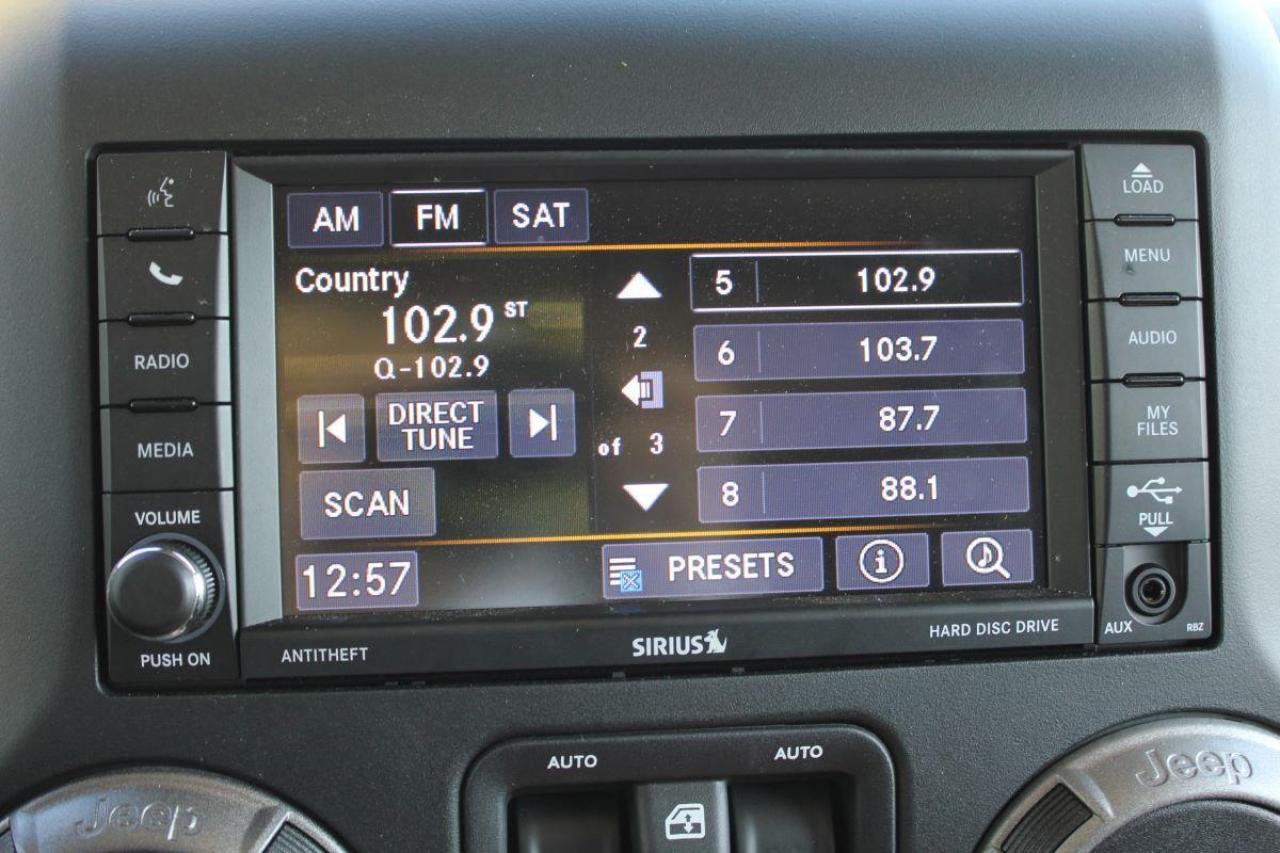 LOAD
MENU
AUDIO
MY
FILES
PULL
AUX
RBZ
RADIO
MEDIA
VOLUME
PUSH ON
AM
FM
SAT
Country
102.9 ST
Q-102.9
DIRECT
TUNE
SCAN
12:57
2
of 3
5 102.9
6 103.7
7 87.7
8 88.1
PRESETS
ANTITHEFT
SIRIUS
HARD DISC DRIVE
AUTO
AUTO
Jeep
Jeep